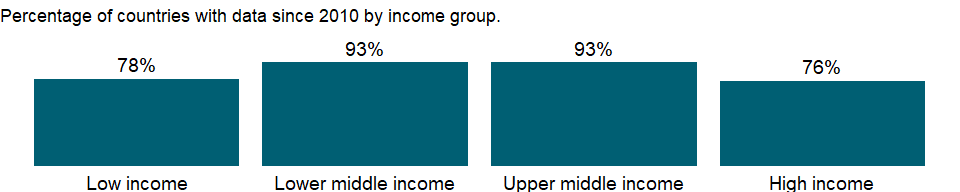 Percentage of countries with data since 2010 by income group.
78%
93%
93%
76%
Low income
Lower middle income
Upper middle income
High income